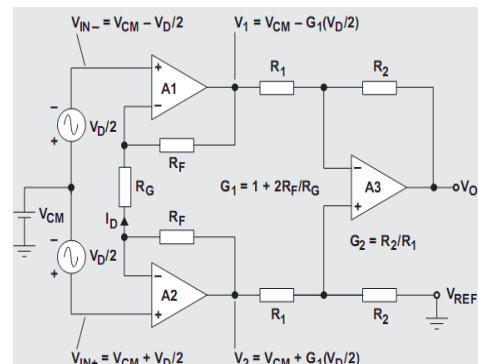 V_IN− = V_CM − V_D/2
V_1 = V_CM − G_1(V_D/2)
R_1
R_2
+
A1
−
−
V_D/2
+
R_F
R_G
G_1 = 1 + 2R_F/R_G
−
A3
+
V_O
V_CM
I_D
R_F
G_2 = R_2/R_1
−
V_D/2
+
−
A2
+
R_1
R_2
V_REF
V_IN+ = V_CM + V_D/2
V_2 = V_CM + G_1(V_D/2)